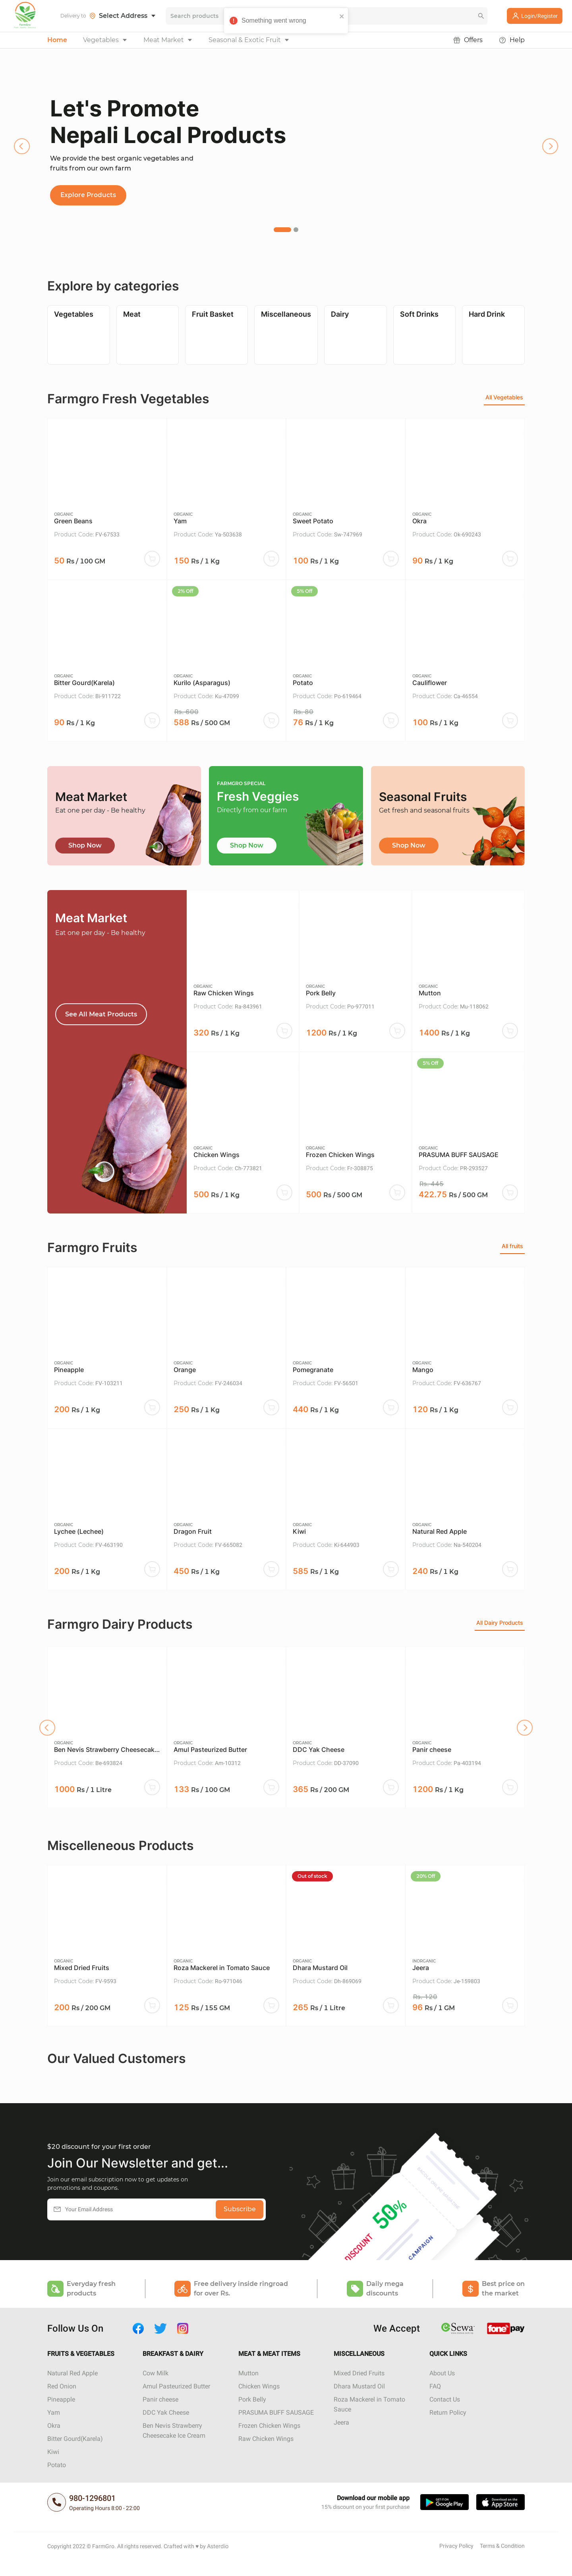 Delivery to Select Address
Search products
Something went wrong
Login/Register
Home Vegetables Meat Market Seasonal & Exotic Fruit Offers Help
Let's Promote
Nepali Local Products
We provide the best organic vegetables and
fruits from our own farm
Explore Products
Explore by categories
Vegetables Meat Fruit Basket Miscellaneous Dairy Soft Drinks Hard Drink
Farmgro Fresh Vegetables
All Vegetables
ORGANIC ORGANIC ORGANIC ORGANIC
Green Beans Yam Sweet Potato Okra
Product Code: FV-67533 Product Code: Ya-503638 Product Code: Sw-747969 Product Code: Ok-690243
50 Rs / 100 GM 150 Rs / 1 Kg 100 Rs / 1 Kg 90 Rs / 1 Kg
2% Off 5% Off
ORGANIC ORGANIC ORGANIC ORGANIC
Bitter Gourd(Karela) Kurilo (Asparagus) Potato Cauliflower
Product Code: Bi-911722 Product Code: Ku-47099 Product Code: Po-619464 Product Code: Ca-46554
Rs. 600 Rs. 80
90 Rs / 1 Kg 588 Rs / 500 GM 76 Rs / 1 Kg 100 Rs / 1 Kg
Meat Market
Eat one per day - Be healthy
Shop Now
FARMGRO SPECIAL
Fresh Veggies
Directly from our farm
Shop Now
Seasonal Fruits
Get fresh and seasonal fruits
Shop Now
Meat Market
Eat one per day - Be healthy
See All Meat Products
ORGANIC ORGANIC ORGANIC
Raw Chicken Wings Pork Belly Mutton
Product Code: Ra-843961 Product Code: Po-977011 Product Code: Mu-118062
320 Rs / 1 Kg 1200 Rs / 1 Kg 1400 Rs / 1 Kg
5% Off
ORGANIC ORGANIC ORGANIC
Chicken Wings Frozen Chicken Wings PRASUMA BUFF SAUSAGE
Product Code: Ch-773821 Product Code: Fr-308875 Product Code: PR-293527
Rs. 445
500 Rs / 1 Kg 500 Rs / 500 GM 422.75 Rs / 500 GM
Farmgro Fruits
All fruits
ORGANIC ORGANIC ORGANIC ORGANIC
Pineapple Orange Pomegranate Mango
Product Code: FV-103211 Product Code: FV-246034 Product Code: FV-56501 Product Code: FV-636767
200 Rs / 1 Kg 250 Rs / 1 Kg 440 Rs / 1 Kg 120 Rs / 1 Kg
ORGANIC ORGANIC ORGANIC ORGANIC
Lychee (Lechee) Dragon Fruit Kiwi Natural Red Apple
Product Code: FV-463190 Product Code: FV-665082 Product Code: Ki-644903 Product Code: Na-540204
200 Rs / 1 Kg 450 Rs / 1 Kg 585 Rs / 1 Kg 240 Rs / 1 Kg
Farmgro Dairy Products
All Dairy Products
ORGANIC ORGANIC ORGANIC ORGANIC
Ben Nevis Strawberry Cheesecak... Amul Pasteurized Butter DDC Yak Cheese Panir cheese
Product Code: Be-693824 Product Code: Am-10312 Product Code: DD-37090 Product Code: Pa-403194
1000 Rs / 1 Litre 133 Rs / 100 GM 365 Rs / 200 GM 1200 Rs / 1 Kg
Miscelleneous Products
Out of stock 20% Off
ORGANIC ORGANIC ORGANIC INORGANIC
Mixed Dried Fruits Roza Mackerel in Tomato Sauce Dhara Mustard Oil Jeera
Product Code: FV-9593 Product Code: Ro-971046 Product Code: Dh-869069 Product Code: Je-159803
Rs. 120
200 Rs / 200 GM 125 Rs / 155 GM 265 Rs / 1 Litre 96 Rs / 1 GM
Our Valued Customers
$20 discount for your first order
Join Our Newsletter and get...
Join our email subscription now to get updates on
promotions and coupons.
Your Email Address
Subscribe
50%
DISCOUNT
CAMPAIGN
Everyday fresh
products
Free delivery inside ringroad
for over Rs.
Daily mega
discounts
Best price on
the market
Follow Us On We Accept eSewa fonepay
FRUITS & VEGETABLES BREAKFAST & DAIRY MEAT & MEAT ITEMS MISCELLANEOUS QUICK LINKS
Natural Red Apple
Red Onion
Pineapple
Yam
Okra
Bitter Gourd(Karela)
Kiwi
Potato
Cow Milk
Amul Pasteurized Butter
Panir cheese
DDC Yak Cheese
Ben Nevis Strawberry
Cheesecake Ice Cream
Mutton
Chicken Wings
Pork Belly
PRASUMA BUFF SAUSAGE
Frozen Chicken Wings
Raw Chicken Wings
Mixed Dried Fruits
Dhara Mustard Oil
Roza Mackerel in Tomato
Sauce
Jeera
About Us
FAQ
Contact Us
Return Policy
980-1296801
Operating Hours 8:00 - 22:00
Download our mobile app
15% discount on your first purchase
GET IT ON
Google Play
Download on the
App Store
Copyright 2022 © FarmGro. All rights reserved. Crafted with ♥ by Asterdio
Privacy Policy Terms & Condition